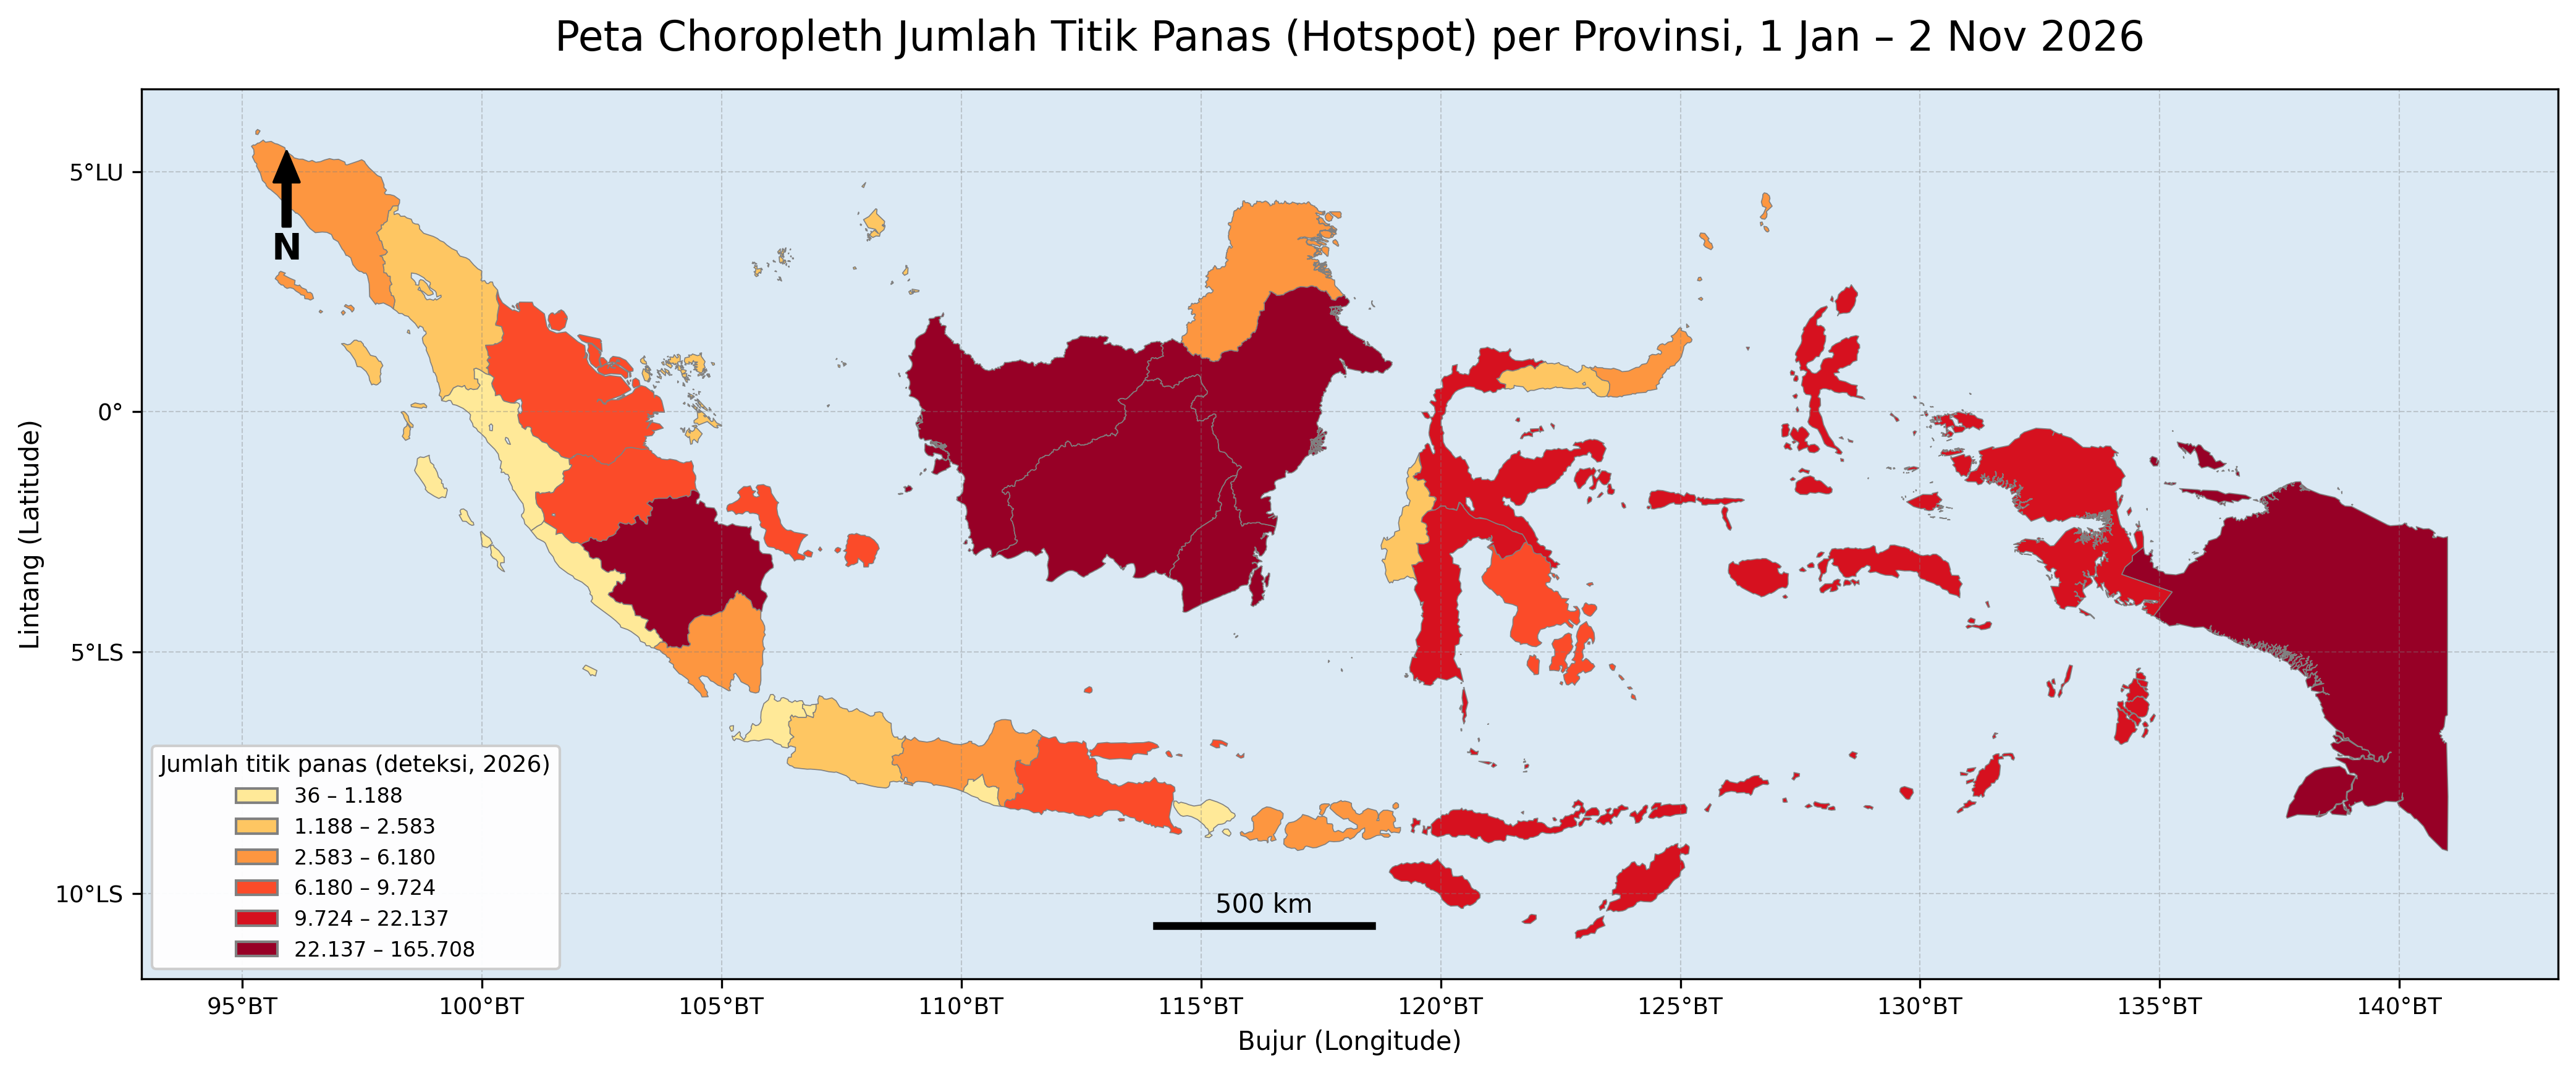 Peta Choropleth Jumlah Titik Panas (Hotspot) per Provinsi, 1 Jan – 2 Nov 2026
5°LU
N
0°
Lintang (Latitude)
5°LS
10°LS
Jumlah titik panas (deteksi, 2026)
36 – 1.188
1.188 – 2.583
2.583 – 6.180
6.180 – 9.724
9.724 – 22.137
22.137 – 165.708
500 km
95°BT 100°BT 105°BT 110°BT 115°BT 120°BT 125°BT 130°BT 135°BT 140°BT
Bujur (Longitude)